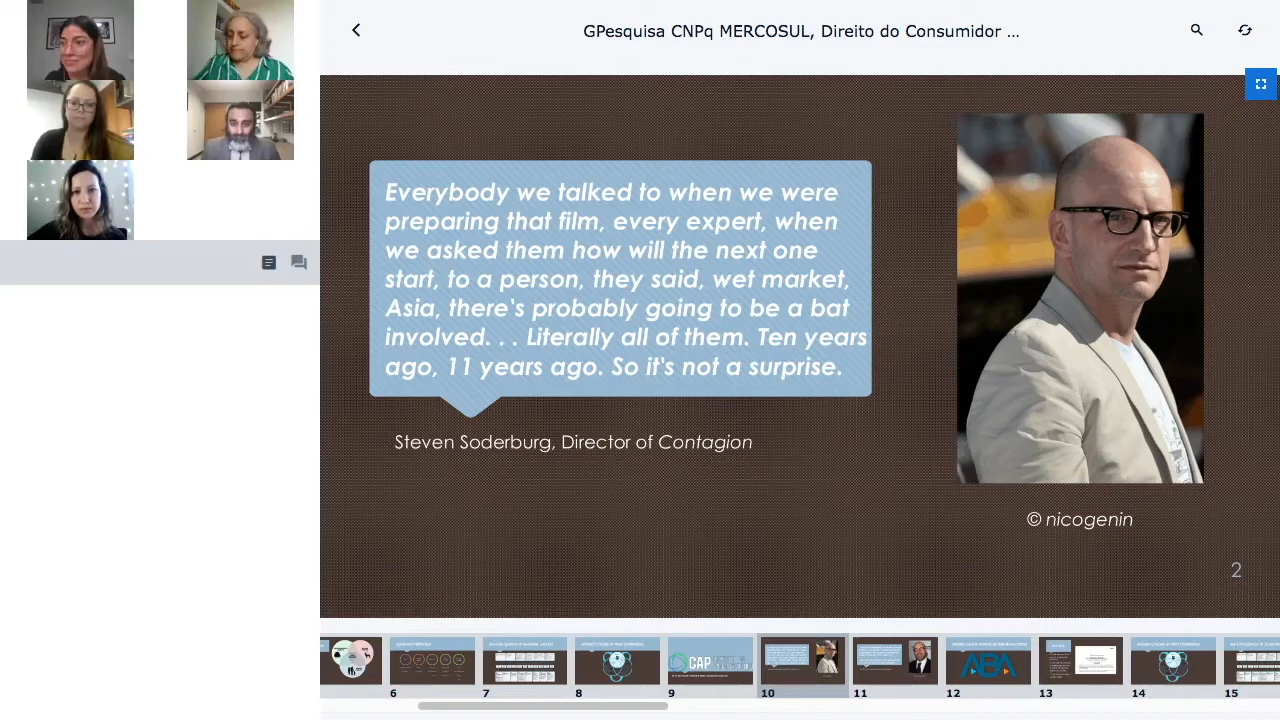 GPesquisa CNPq MERCOSUL, Direito do Consumidor ...
Everybody we talked to when we were
preparing that film, every expert, when
we asked them how will the next one
start, to a person, they said, wet market,
Asia, there's probably going to be a bat
involved. . . Literally all of them. Ten years
ago, 11 years ago. So it's not a surprise.
Steven Soderburg, Director of Contagion
© nicogenin
2
CAP
ABA
6
7
8
9
10
11
12
13
14
15